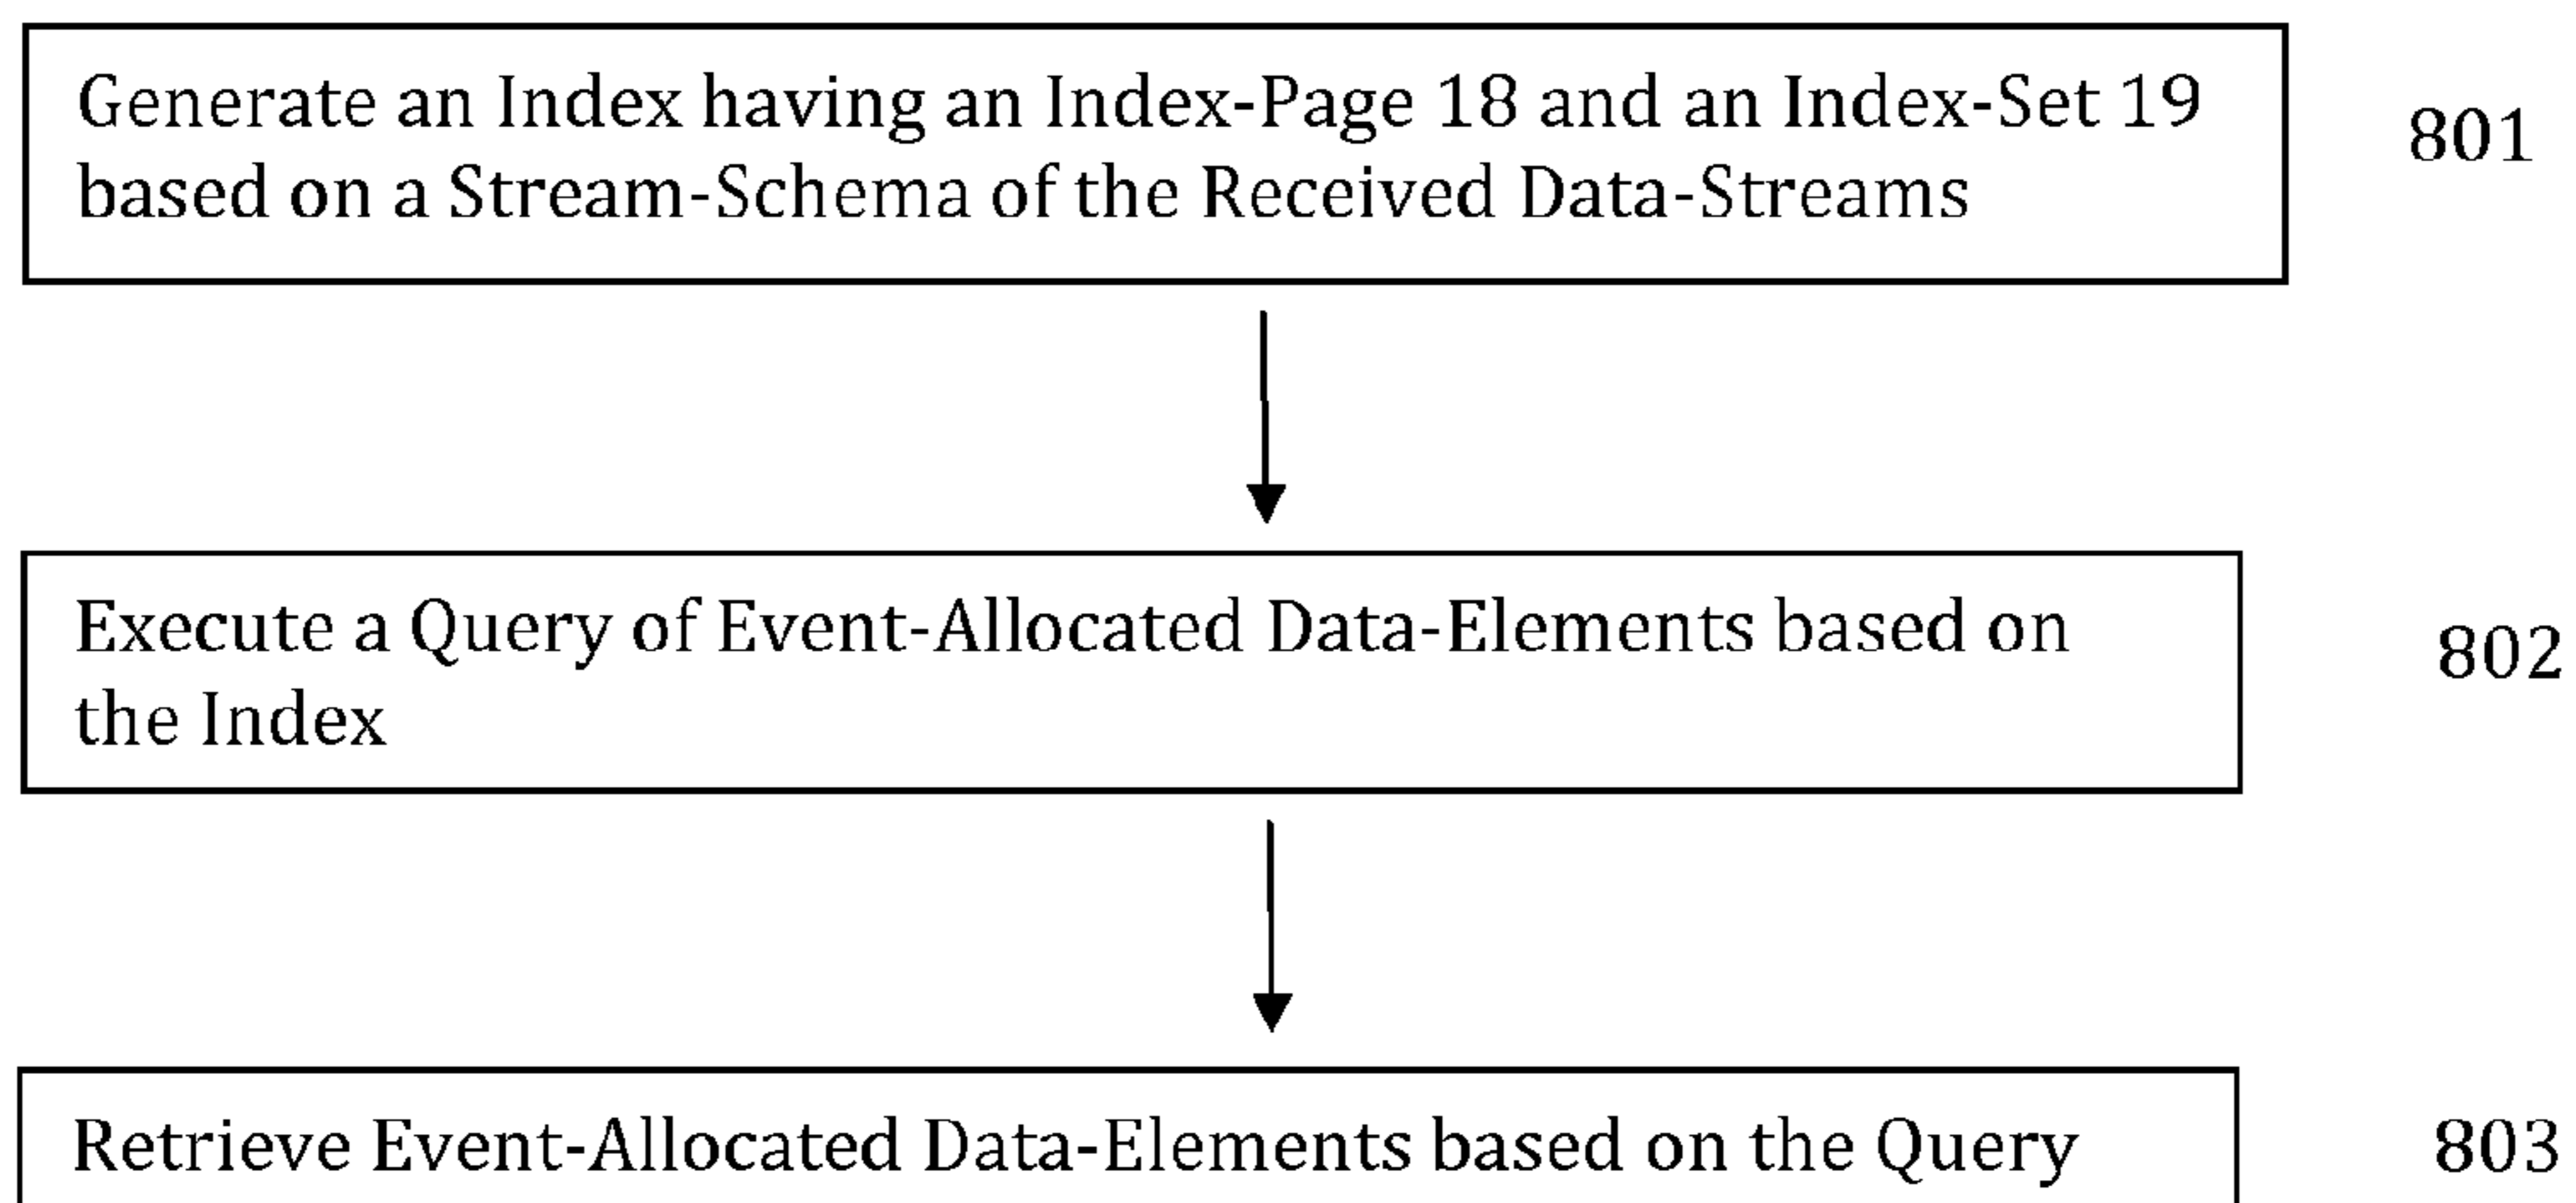 Generate an Index having an Index-Page 18 and an Index-Set 19
801
based on a Stream-Schema of the Received Data-Streams
Execute a Query of Event-Allocated Data-Elements based on
802
the Index
Retrieve Event-Allocated Data-Elements based on the Query
803